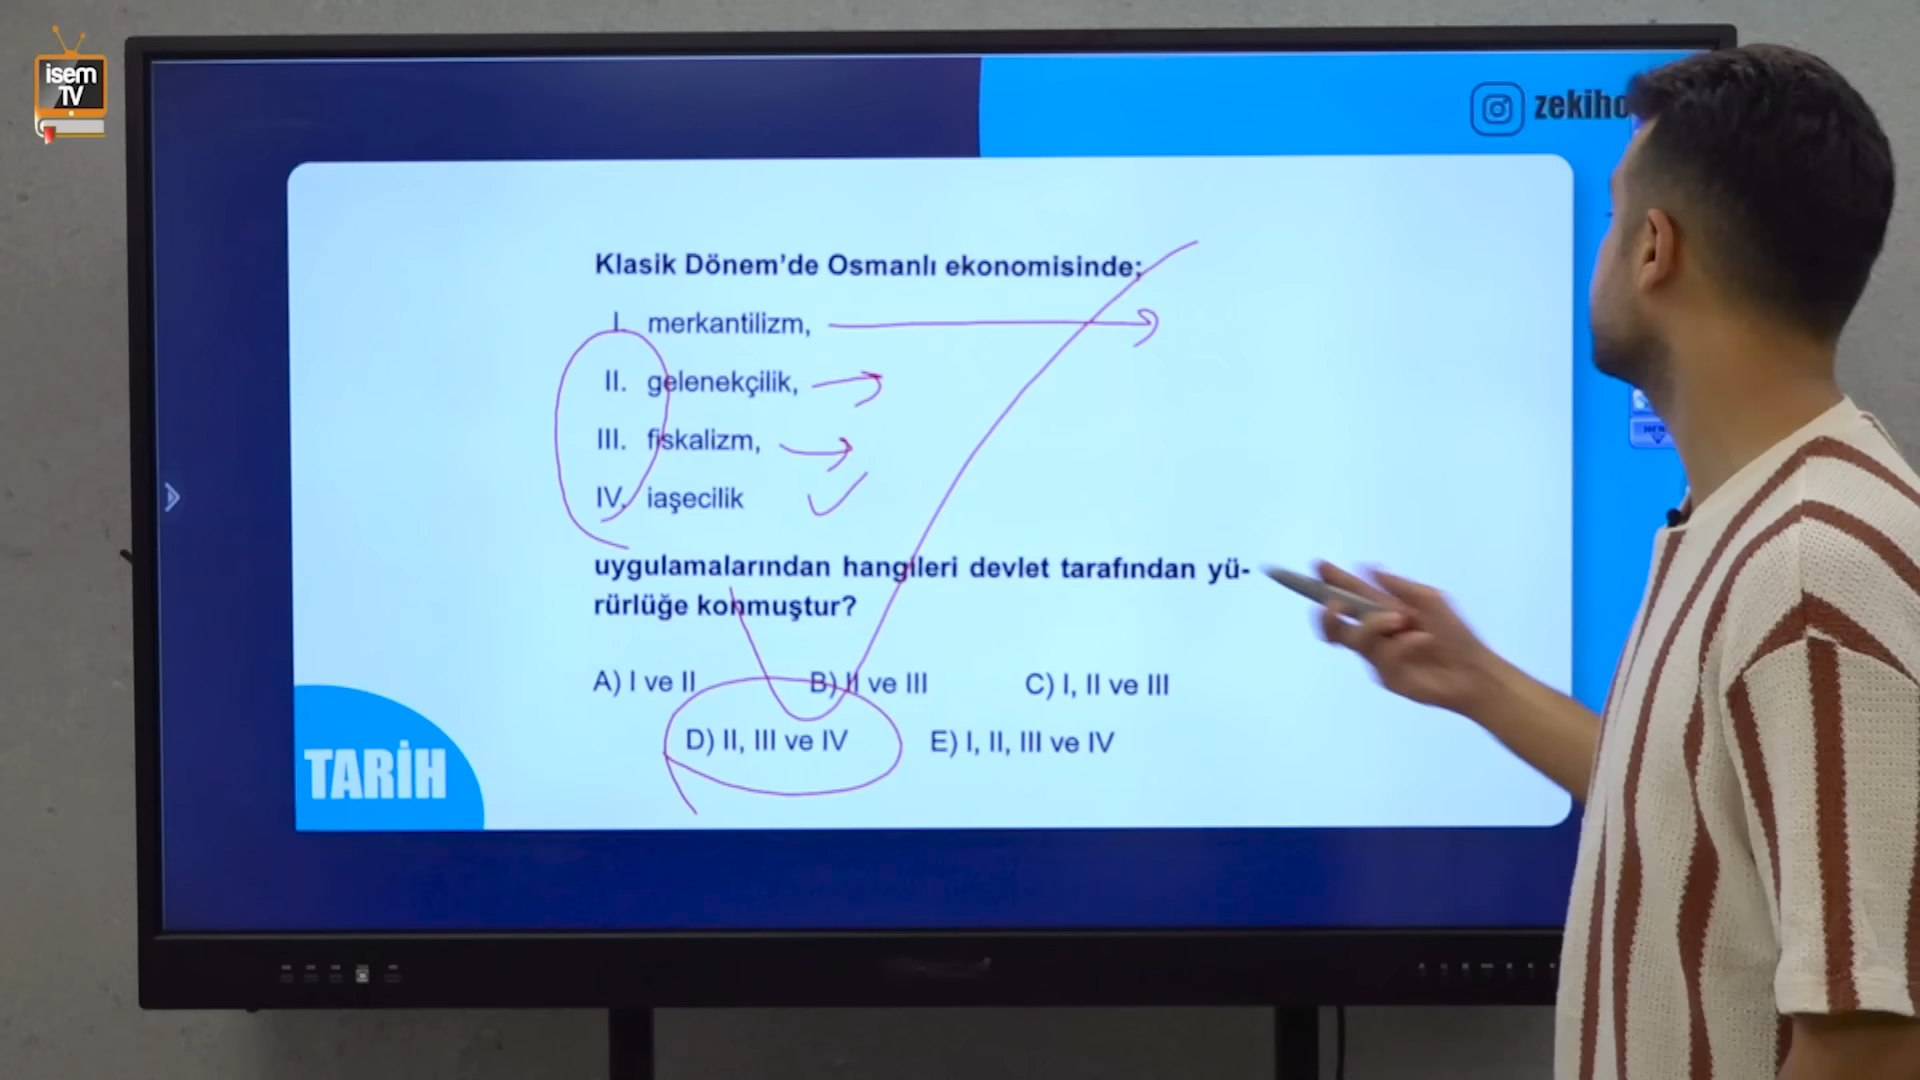 isem
TV
zekiho
Klasik Dönem'de Osmanlı ekonomisinde;
I. merkantilizm,
II. gelenekçilik,
III. fiskalizm,
IV. iaşecilik
uygulamalarından hangileri devlet tarafından yü-
rürlüğe konmuştur?
A) I ve II B) II ve III C) I, II ve III
D) II, III ve IV E) I, II, III ve IV
TARİH